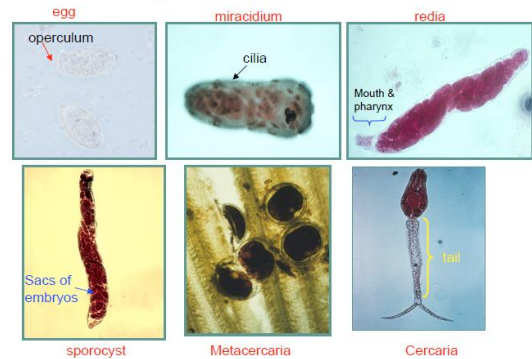 egg
miracidium
redia
operculum
cilia
Mouth &
pharynx
Sacs of
embryos
tail
sporocyst
Metacercaria
Cercaria